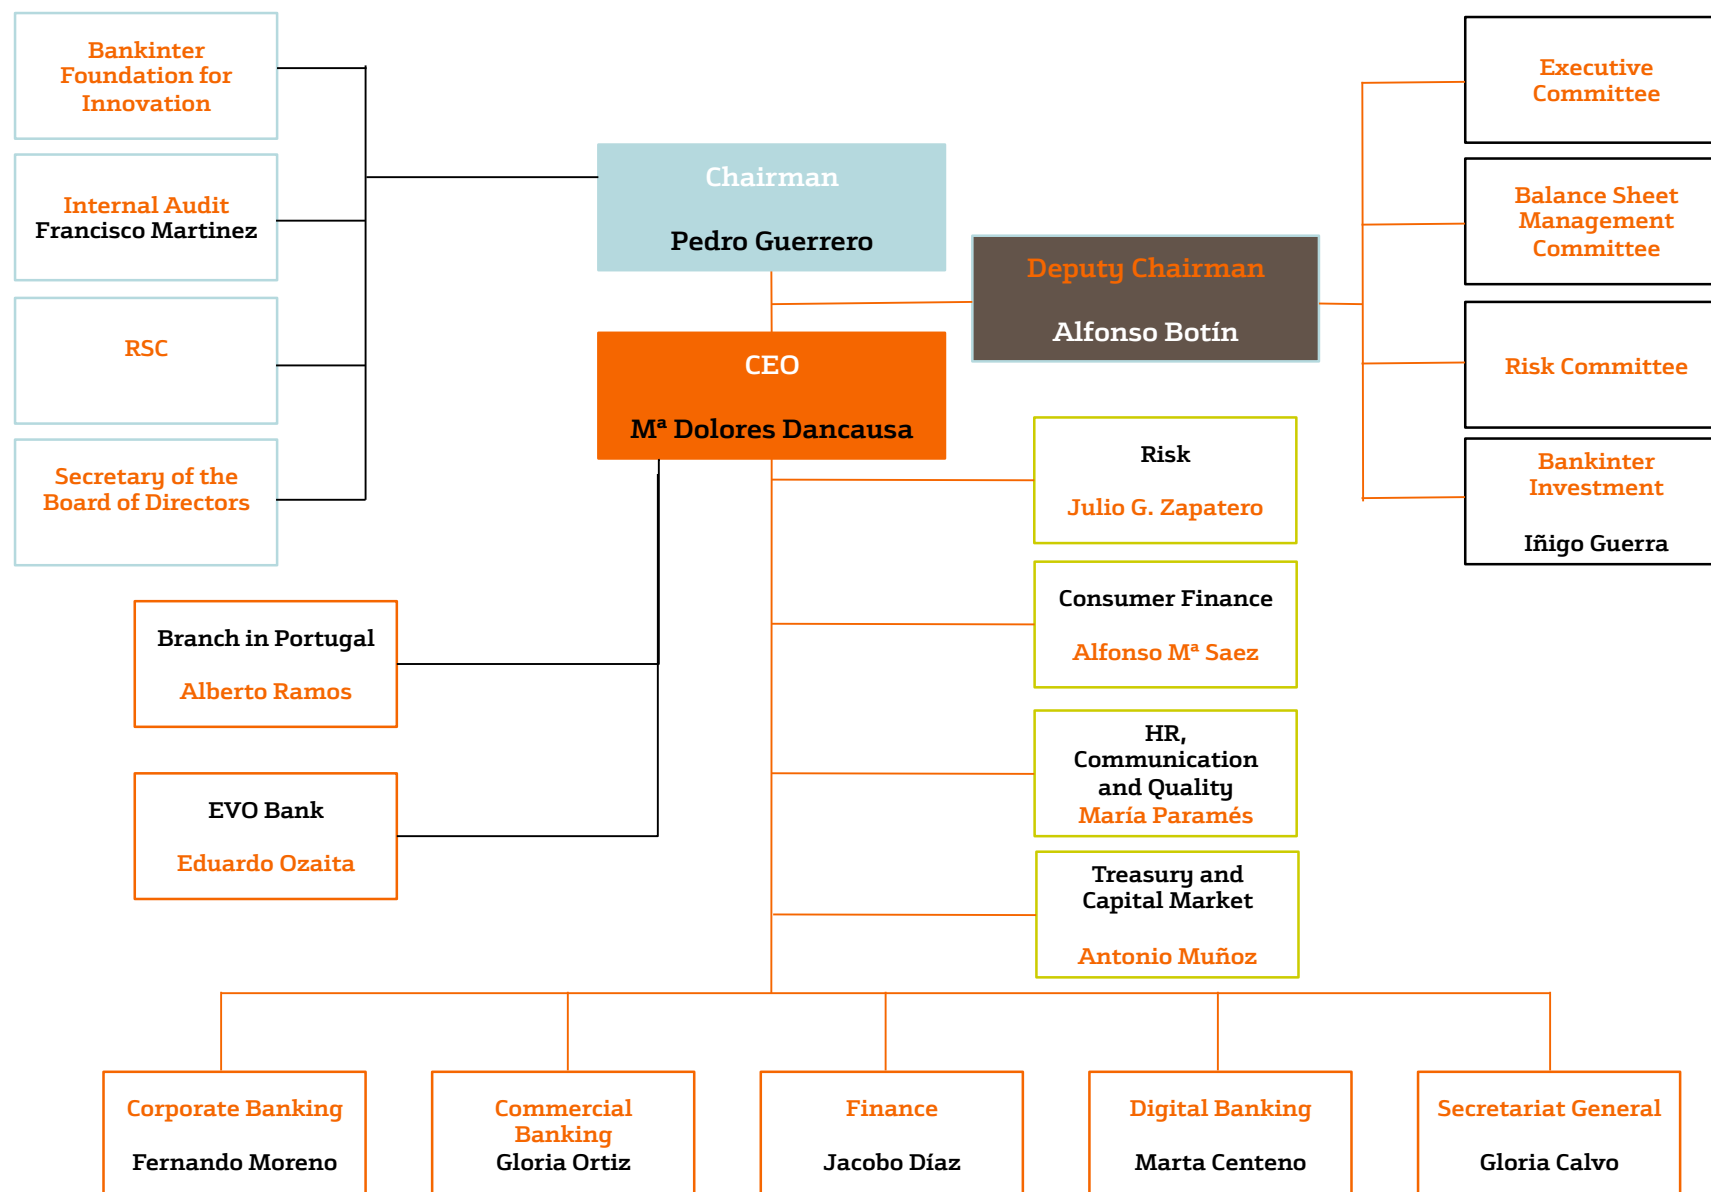 Bankinter
Foundation for
Innovation
Internal Audit
Francisco Martinez
RSC
Secretary of the
Board of Directors
Chairman
Pedro Guerrero
Deputy Chairman
Alfonso Botín
CEO
Mª Dolores Dancausa
Executive
Committee
Balance Sheet
Management
Committee
Risk Committee
Bankinter
Investment
Iñigo Guerra
Risk
Julio G. Zapatero
Consumer Finance
Alfonso Mª Saez
HR,
Communication
and Quality
María Paramés
Treasury and
Capital Market
Antonio Muñoz
Branch in Portugal
Alberto Ramos
EVO Bank
Eduardo Ozaita
Corporate Banking
Fernando Moreno
Commercial
Banking
Gloria Ortiz
Finance
Jacobo Díaz
Digital Banking
Marta Centeno
Secretariat General
Gloria Calvo